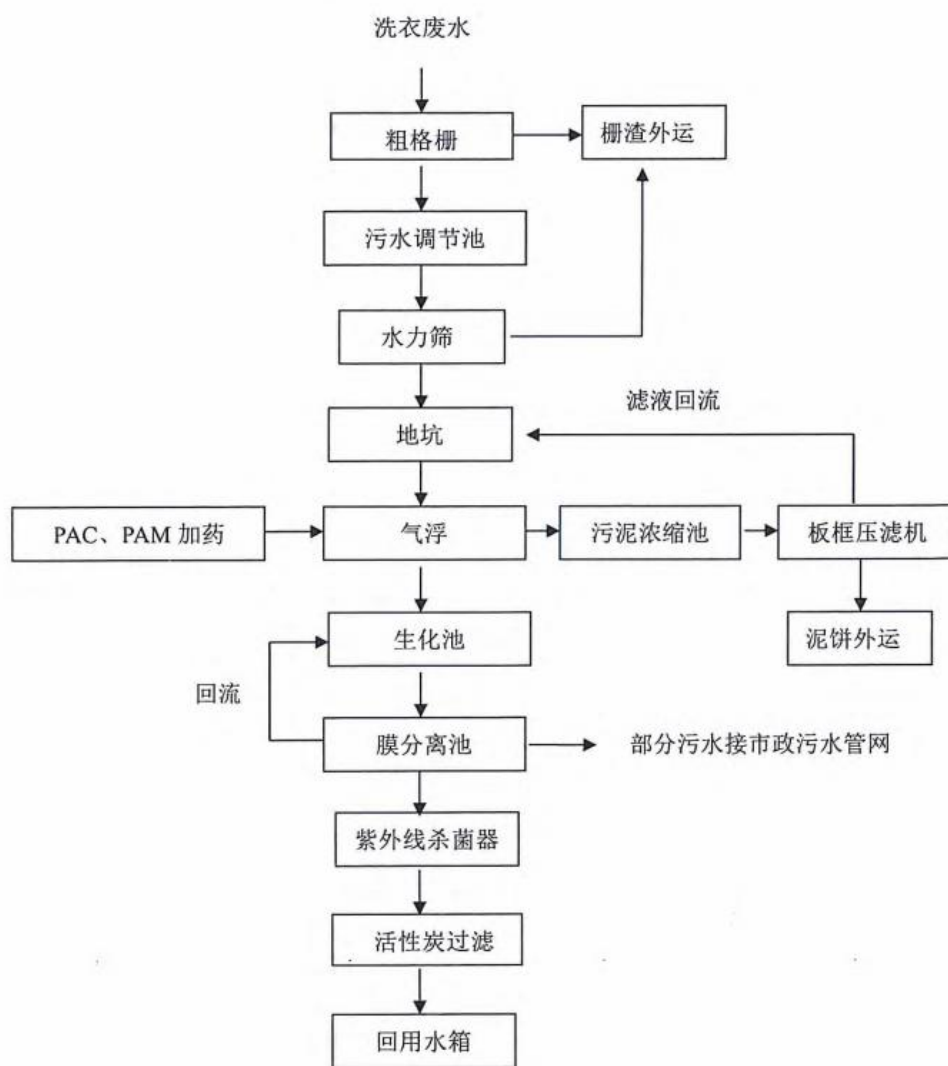 洗衣废水
粗格栅
栅渣外运
污水调节池
水力筛
滤液回流
地坑
PAC、PAM 加药
气浮
污泥浓缩池
板框压滤机
生化池
泥饼外运
回流
膜分离池
部分污水接市政污水管网
紫外线杀菌器
活性炭过滤
回用水箱